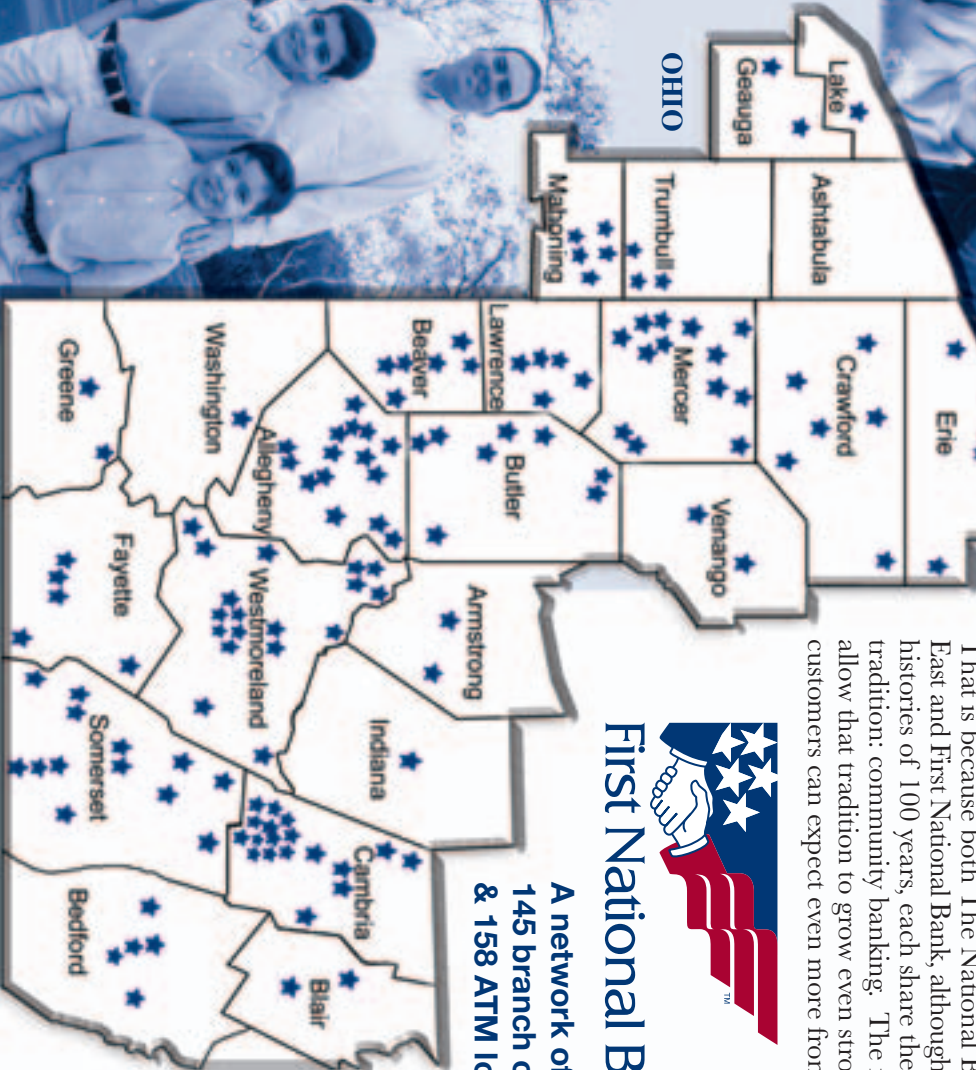 That is because both The National
East and First National Bank, although
histories of 100 years, each share the
tradition: community banking. The
allow that tradition to grow even
customers can expect even more
First National
TM
A network of
145 branch
& 158 ATM
OHIO
Lake
Geauga
Ashtabula
Trumbull
Mahoning
Erie
Crawford
Mercer
Venango
Lawrence
Butler
Beaver
Armstrong
Allegheny
Indiana
Washington
Westmoreland
Cambria
Blair
Greene
Fayette
Somerset
Bedford